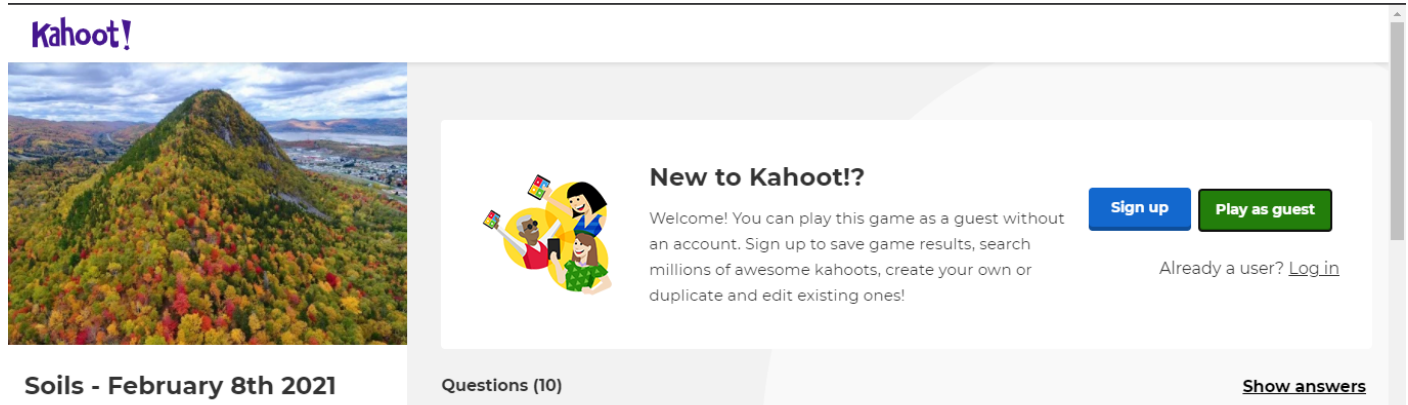 Kahoot!
New to Kahoot!?
Welcome! You can play this game as a guest without
an account. Sign up to save game results, search
millions of awesome kahoots, create your own or
duplicate and edit existing ones!
Sign up
Play as guest
Already a user? Log in
Soils - February 8th 2021
Questions (10)
Show answers